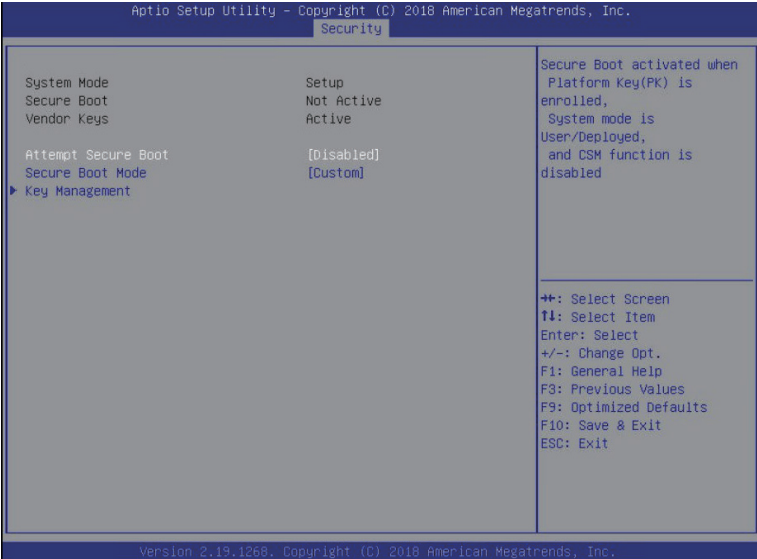 Aptio Setup Utility – Copyright (C) 2018 American Megatrends, Inc.
Security
System Mode Setup
Secure Boot Not Active
Vendor Keys Active
Attempt Secure Boot [Disabled]
Secure Boot Mode [Custom]
Key Management
Secure Boot activated when
Platform Key(PK) is
enrolled,
System mode is
User/Deployed,
and CSM function is
disabled
→←: Select Screen
↑↓: Select Item
Enter: Select
+/-: Change Opt.
F1: General Help
F3: Previous Values
F9: Optimized Defaults
F10: Save & Exit
ESC: Exit
Version 2.19.1268. Copyright (C) 2018 American Megatrends, Inc.